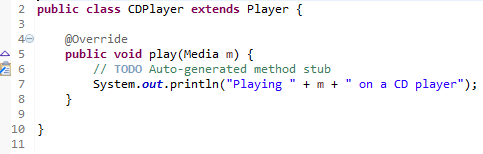 2 public class CDPlayer extends Player {
3
4 @Override
5 public void play(Media m) {
6 // TODO Auto-generated method stub
7 System.out.println("Playing " + m + " on a CD player");
8 }
9
10 }
11